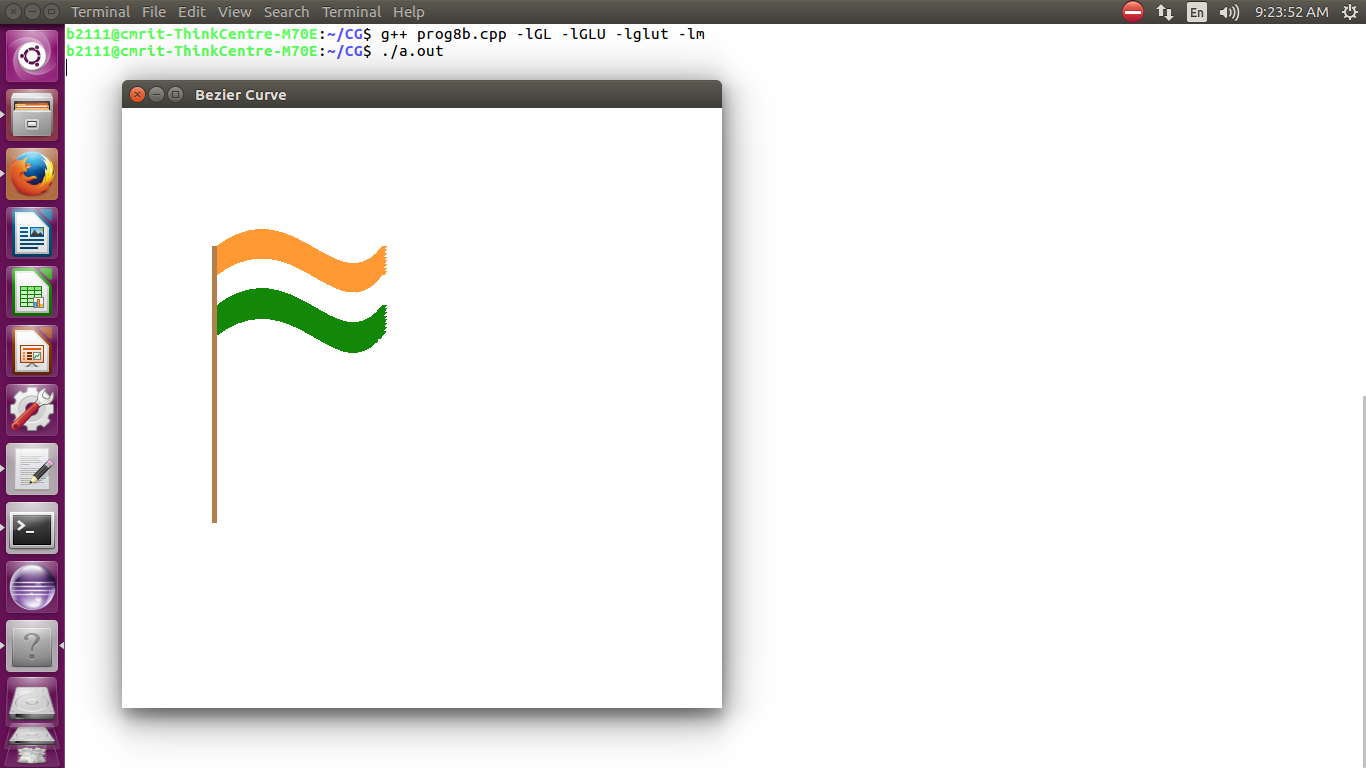 Terminal File Edit View Search Terminal Help En 9:23:52 AM
b2111@cmrit-ThinkCentre-M70E:~/CG$ g++ prog8b.cpp -lGL -lGLU -lglut -lm
b2111@cmrit-ThinkCentre-M70E:~/CG$ ./a.out
Bezier Curve